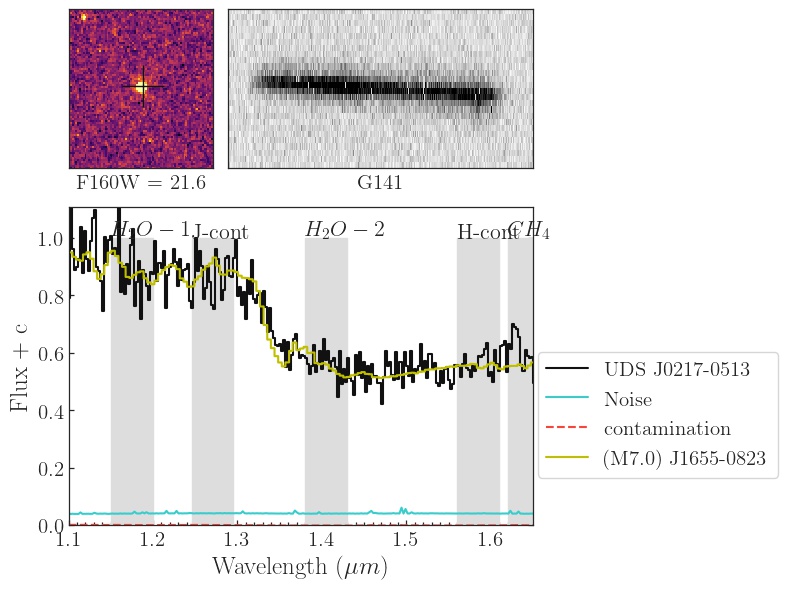 F160W = 21.6
G141
H₂O − 1
J-cont
H₂O − 2
H-cont
CH₄
1.0
0.8
0.6
0.4
0.2
0.0
Flux + c
1.1
1.2
1.3
1.4
1.5
1.6
Wavelength (μm)
UDS J0217-0513
Noise
contamination
(M7.0) J1655-0823